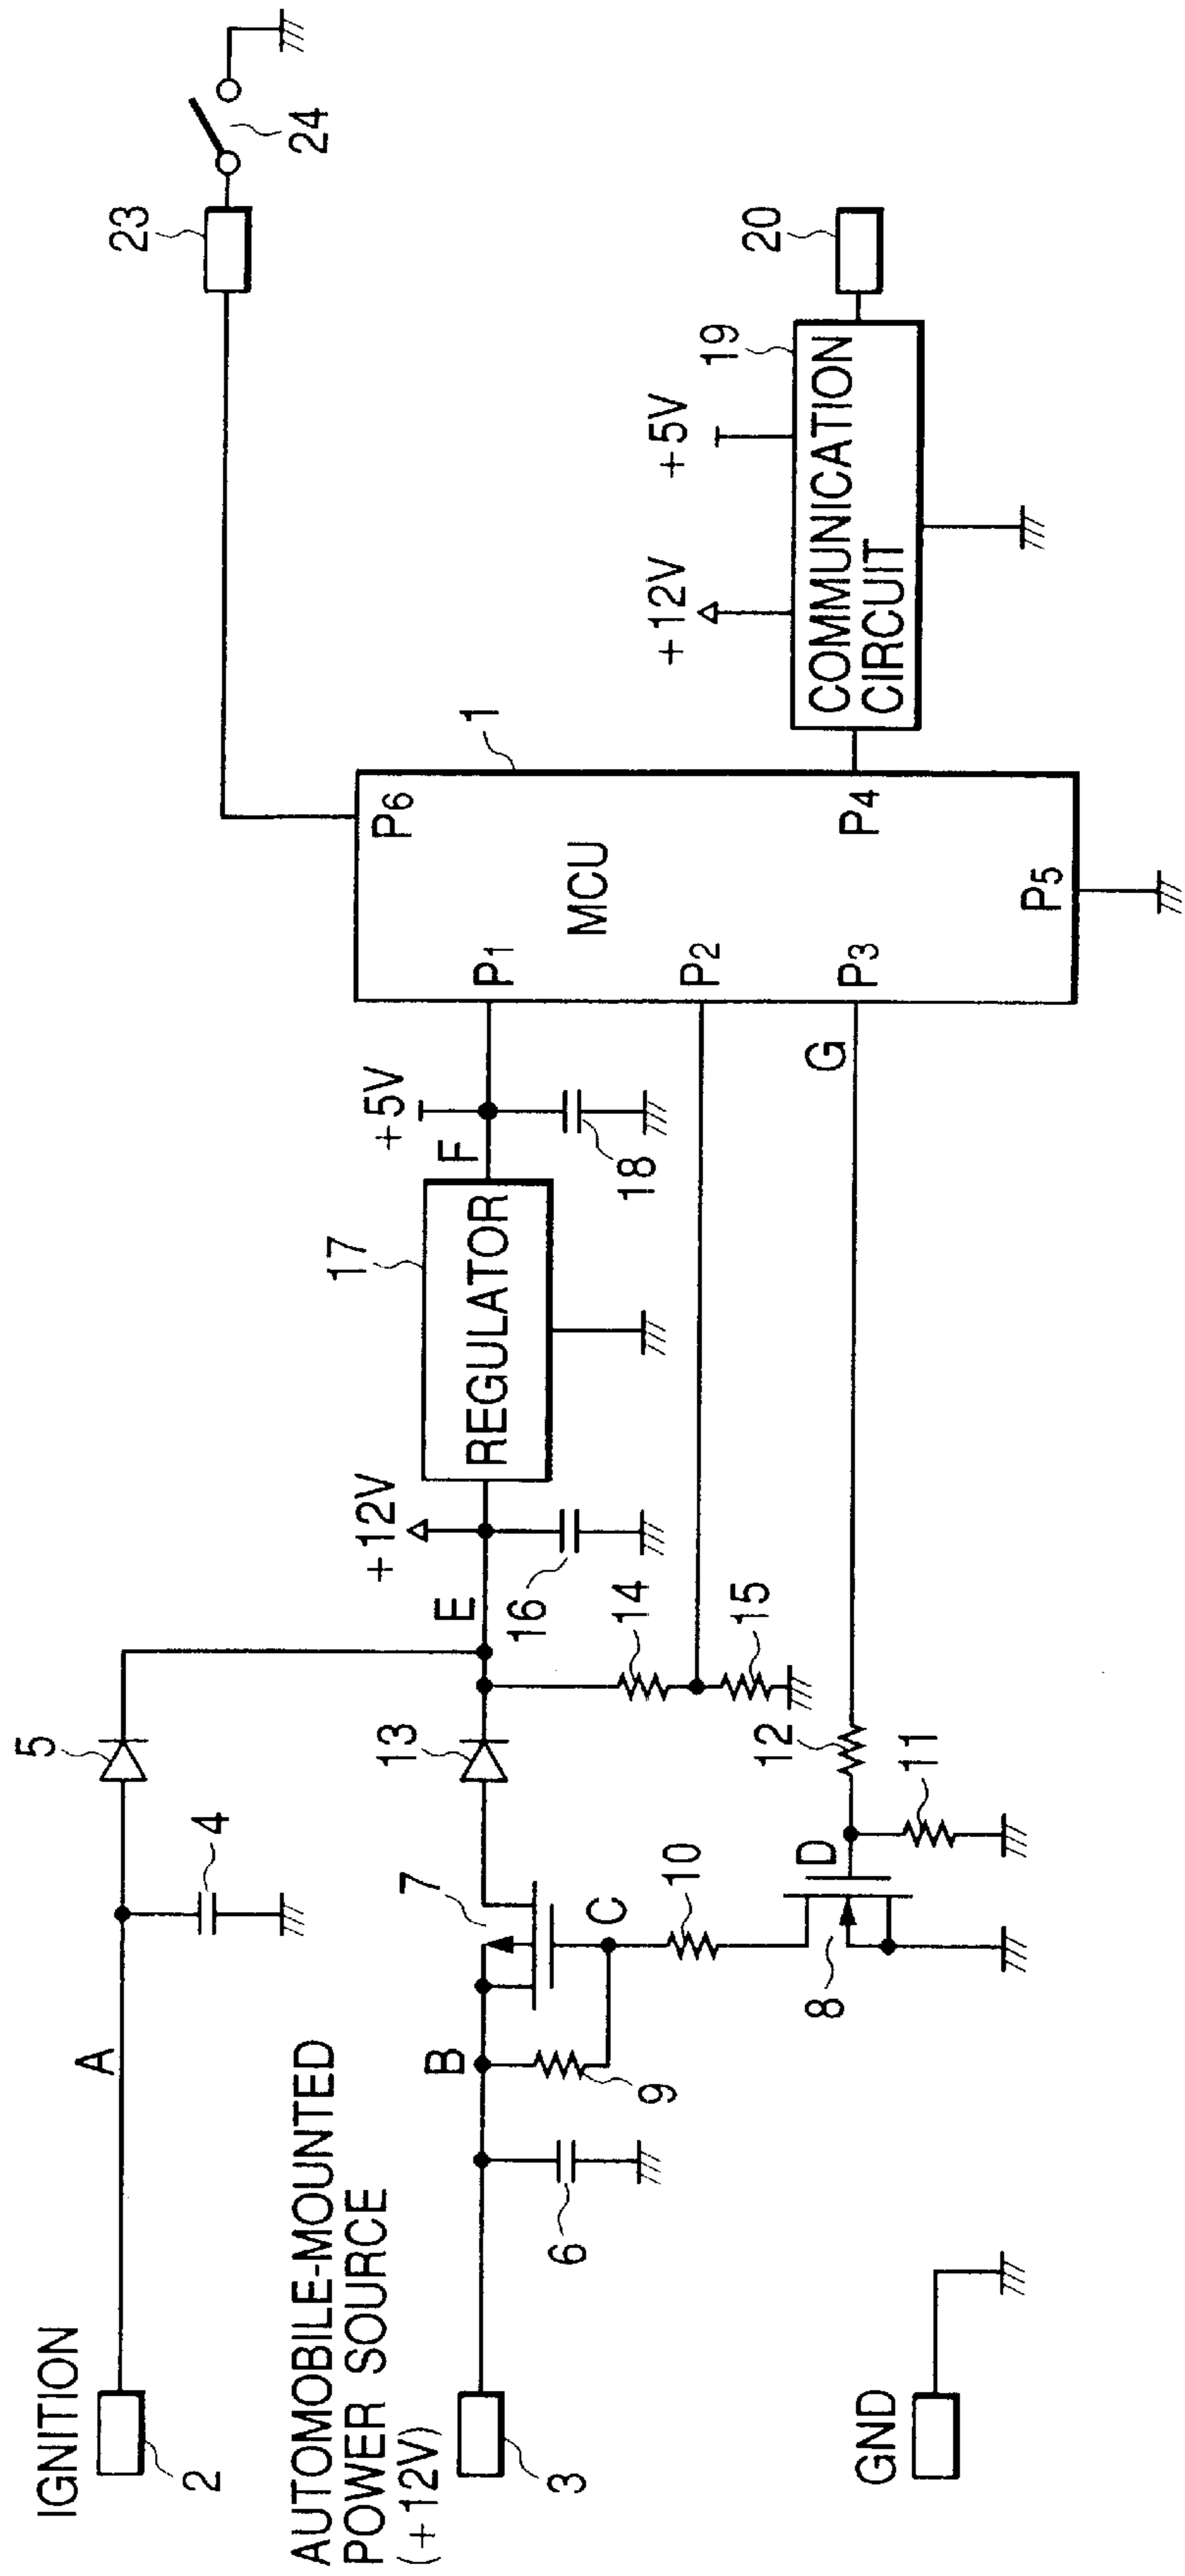 IGNITION
2
A
4
5
AUTOMOBILE-MOUNTED
POWER SOURCE
(+12V)
3
6
B
9
7
C
10
13
8
D
11
12
14
15
E
16
+12V
17
REGULATOR
F
+5V
18
G
GND
1
MCU
P1
P2
P3
P4
P5
P6
+12V
+5V
19
COMMUNICATION
CIRCUIT
20
23
24